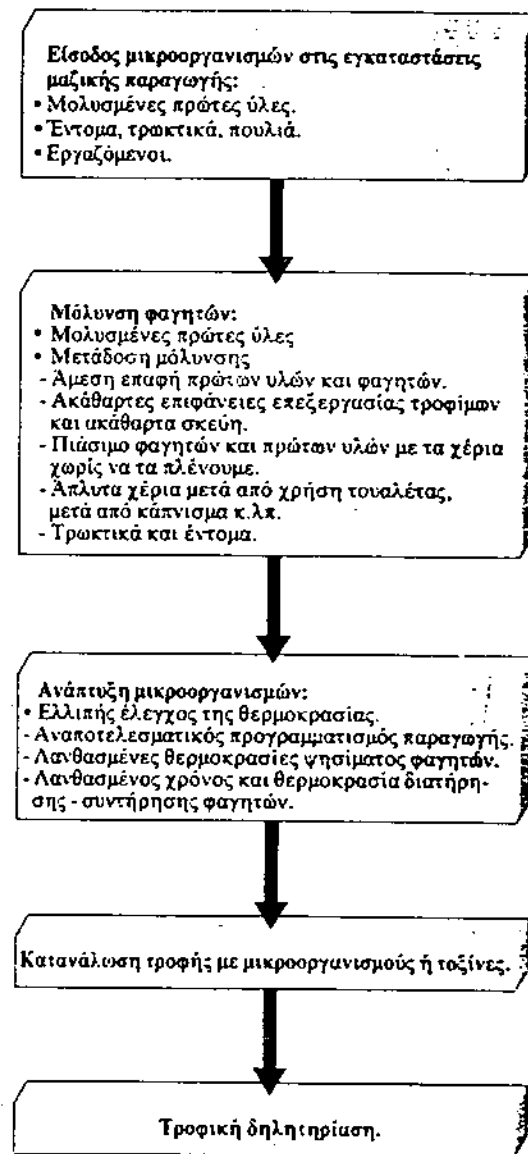 Είσοδος μικροοργανισμών στις εγκαταστάσεις
μαζικής παραγωγής:
• Μολυσμένες πρώτες ύλες.
• Έντομα, τρωκτικά, πουλιά.
• Εργαζόμενοι.
Μόλυνση φαγητών:
• Μολυσμένες πρώτες ύλες
• Μετάδοση μόλυνσης
- Άμεση επαφή πρώτων υλών και φαγητών.
- Ακάθαρτες επιφάνειες επεξεργασίας τροφίμων
και ακάθαρτα σκεύη.
- Πιάσιμο φαγητών και πρώτων υλών με τα χέρια
χωρίς να τα πλένουμε.
- Άπλυτα χέρια μετά από χρήση τουαλέτας,
μετά από κάπνισμα κ.λπ.
- Τρωκτικά και έντομα.
Ανάπτυξη μικροοργανισμών:
• Ελλιπής έλεγχος της θερμοκρασίας.
- Αναποτελεσματικός προγραμματισμός παραγωγής.
- Λανθασμένες θερμοκρασίες ψησίματος φαγητών.
- Λανθασμένος χρόνος και θερμοκρασία διατήρη-
σης - συντήρησης φαγητών.
Κατανάλωση τροφής με μικροοργανισμούς ή τοξίνες.
Τροφική δηλητηρίαση.